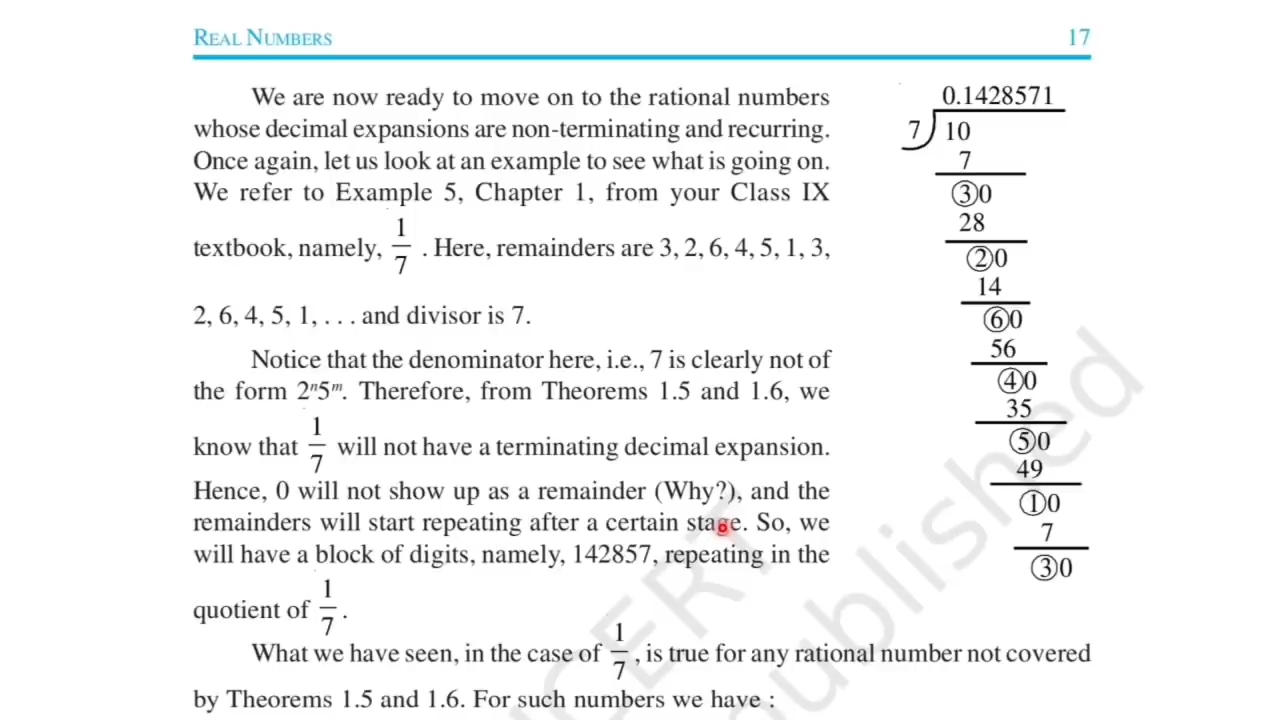 REAL NUMBERS 17
We are now ready to move on to the rational numbers
whose decimal expansions are non-terminating and recurring.
Once again, let us look at an example to see what is going on.
We refer to Example 5, Chapter 1, from your Class IX
textbook, namely, 1/7 . Here, remainders are 3, 2, 6, 4, 5, 1, 3,
2, 6, 4, 5, 1, . . . and divisor is 7.
Notice that the denominator here, i.e., 7 is clearly not of
the form 2ⁿ5ᵐ. Therefore, from Theorems 1.5 and 1.6, we
know that 1/7 will not have a terminating decimal expansion.
Hence, 0 will not show up as a remainder (Why?), and the
remainders will start repeating after a certain stage. So, we
will have a block of digits, namely, 142857, repeating in the
quotient of 1/7 .
0.1428571
7 10
7
30
28
20
14
60
56
40
35
50
49
10
7
30
What we have seen, in the case of 1/7 , is true for any rational number not covered
by Theorems 1.5 and 1.6. For such numbers we have :
NCERT
published